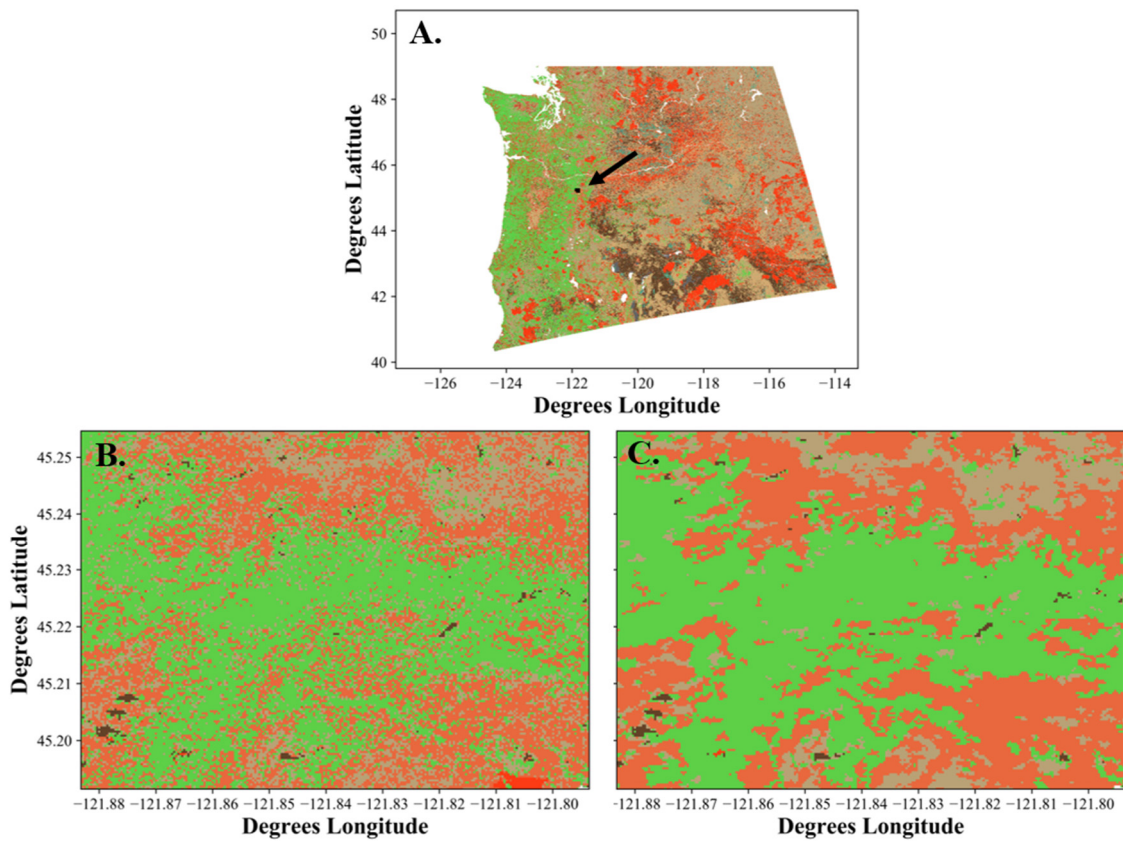 A.
50
48
46
44
42
40
Degrees Latitude
−126 −124 −122 −120 −118 −116 −114
Degrees Longitude
B.
45.25
45.24
45.23
45.22
45.21
45.20
Degrees Latitude
−121.88 −121.87 −121.86 −121.85 −121.84 −121.83 −121.82 −121.81 −121.80
Degrees Longitude
C.
−121.88 −121.87 −121.86 −121.85 −121.84 −121.83 −121.82 −121.81 −121.80
Degrees Longitude